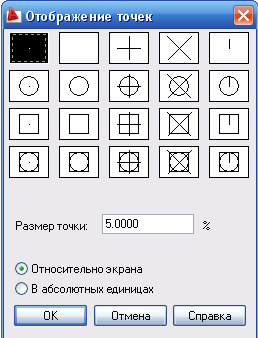 Отображение точек
Размер точки: 5.0000 %
Относительно экрана
В абсолютных единицах
OK Отмена Справка